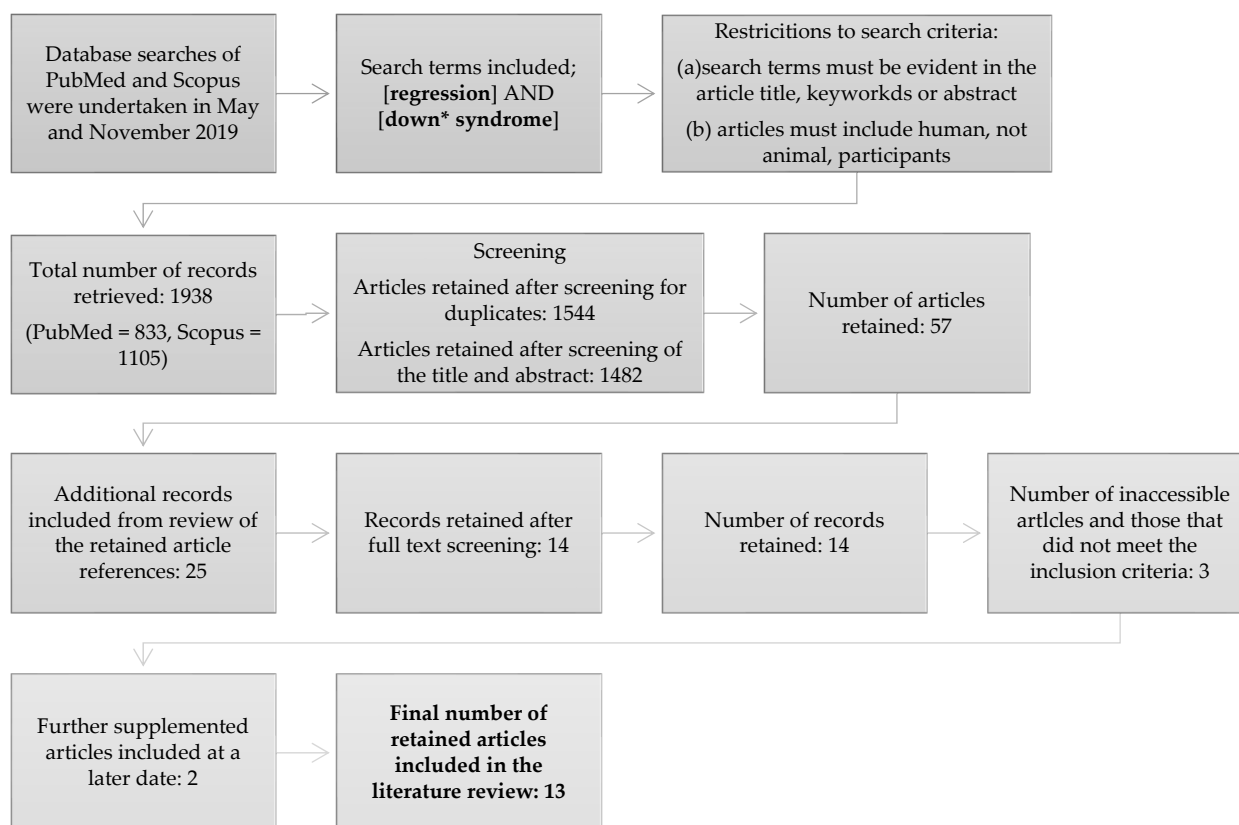 Database searches of
PubMed and Scopus
were undertaken in May
and November 2019
Search terms included;
[regression] AND
[down* syndrome]
Restricitions to search criteria:
(a)search terms must be evident in the
article title, keyworkds or abstract
(b) articles must include human, not
animal, participants
Total number of records
retrieved: 1938
(PubMed = 833, Scopus =
1105)
Screening
Articles retained after screening for
duplicates: 1544
Articles retained after screening of
the title and abstract: 1482
Number of articles
retained: 57
Additional records
included from review of
the retained article
references: 25
Records retained after
full text screening: 14
Number of records
retained: 14
Number of inaccessible
artlcles and those that
did not meet the
inclusion criteria: 3
Further supplemented
articles included at a
later date: 2
Final number of
retained articles
included in the
literature review: 13